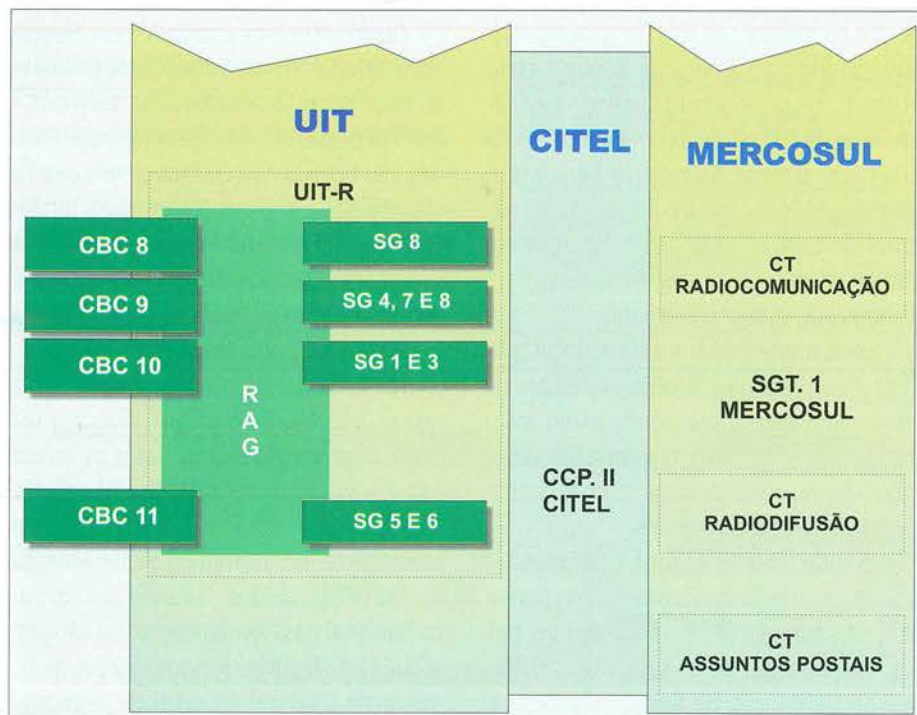 UIT
CITEL
MERCOSUL
UIT-R
CBC 8
SG 8
CBC 9
SG 4, 7 E 8
CBC 10
SG 1 E 3
RAG
CBC 11
SG 5 E 6
CCP. II
CITEL
CT
RADIOCOMUNICAÇÃO
SGT. 1
MERCOSUL
CT
RADIODIFUSÃO
CT
ASSUNTOS POSTAIS